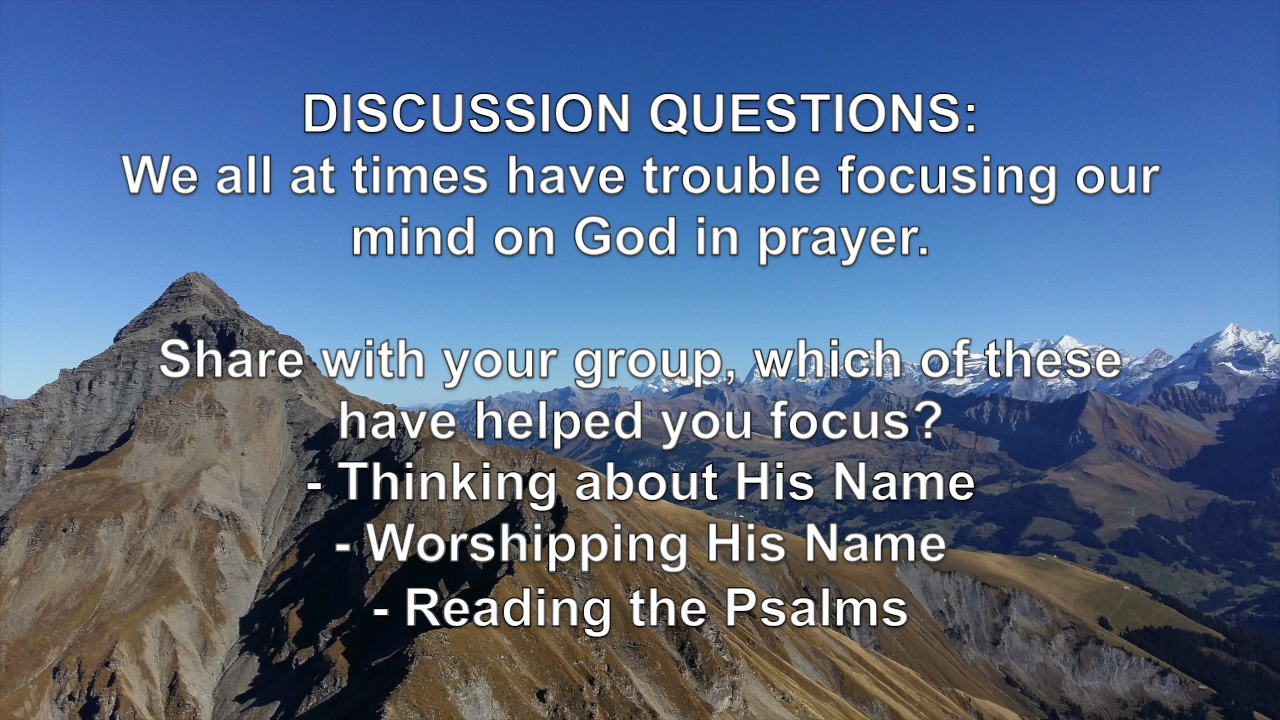 DISCUSSION QUESTIONS:
We all at times have trouble focusing our
mind on God in prayer.
Share with your group, which of these
have helped you focus?
- Thinking about His Name
- Worshipping His Name
- Reading the Psalms